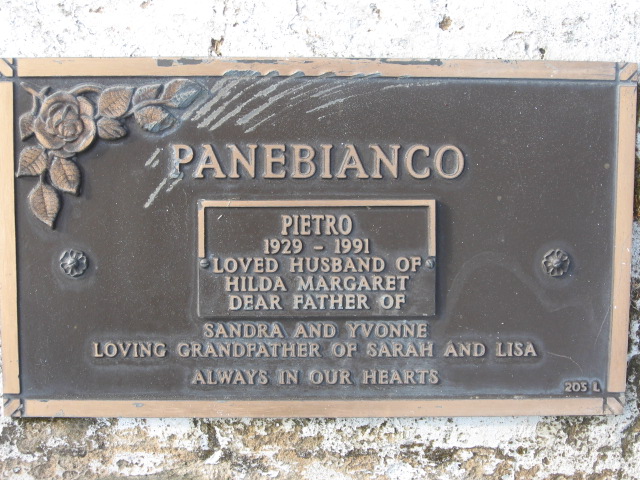 PANEBIANCO
PIETRO
1929 - 1991
LOVED HUSBAND OF
HILDA MARGARET
DEAR FATHER OF
SANDRA AND YVONNE
LOVING GRANDFATHER OF SARAH AND LISA
ALWAYS IN OUR HEARTS
205 L